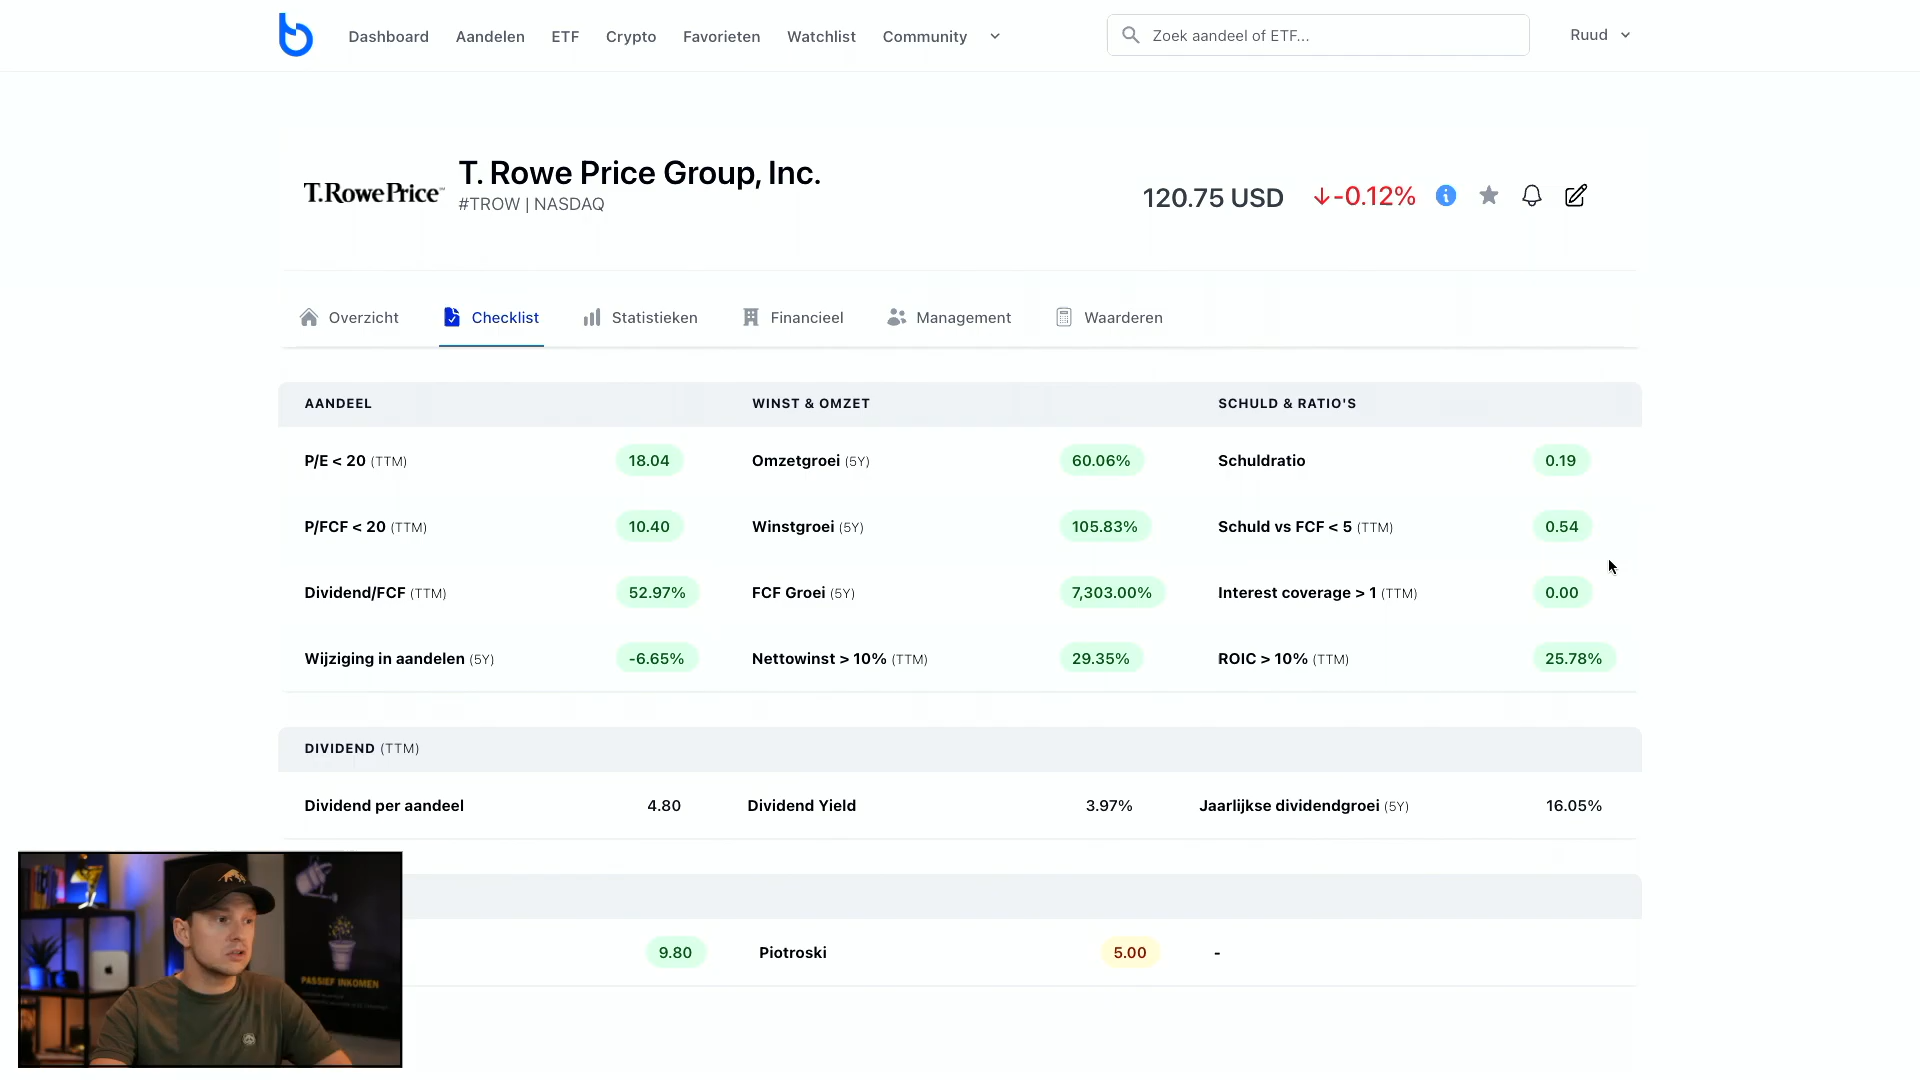 Dashboard Aandelen ETF Crypto Favorieten Watchlist Community Zoek aandeel of ETF... Ruud
T.RowePrice
T. Rowe Price Group, Inc.
#TROW | NASDAQ
120.75 USD -0.12%
Overzicht Checklist Statistieken Financieel Management Waarderen
AANDEEL WINST & OMZET SCHULD & RATIO'S
P/E < 20 (TTM) 18.04 Omzetgroei (5Y) 60.06% Schuldratio 0.19
P/FCF < 20 (TTM) 10.40 Winstgroei (5Y) 105.83% Schuld vs FCF < 5 (TTM) 0.54
Dividend/FCF (TTM) 52.97% FCF Groei (5Y) 7,303.00% Interest coverage > 1 (TTM) 0.00
Wijziging in aandelen (5Y) -6.65% Nettowinst > 10% (TTM) 29.35% ROIC > 10% (TTM) 25.78%
DIVIDEND (TTM)
Dividend per aandeel 4.80 Dividend Yield 3.97% Jaarlijkse dividendgroei (5Y) 16.05%
9.80 Piotroski 5.00 -
PASSIEF INKOMEN